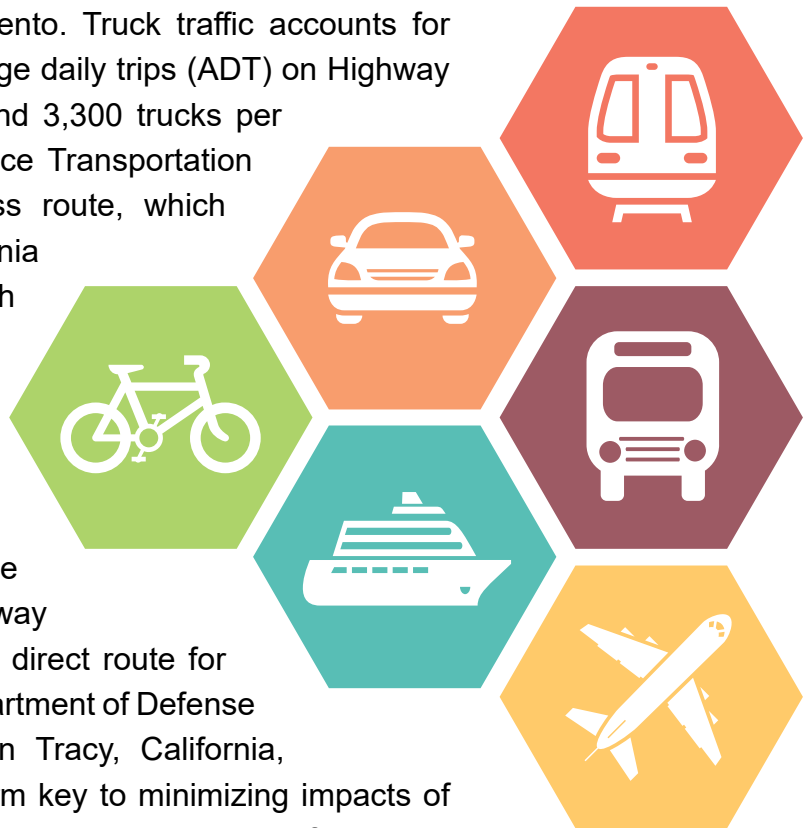 ento. Truck traffic accounts for
ge daily trips (ADT) on Highway
nd 3,300 trucks per
ce Transportation
ss route, which
nia
h
e
way
direct route for
artment of Defense
n Tracy, California,
m key to minimizing impacts of